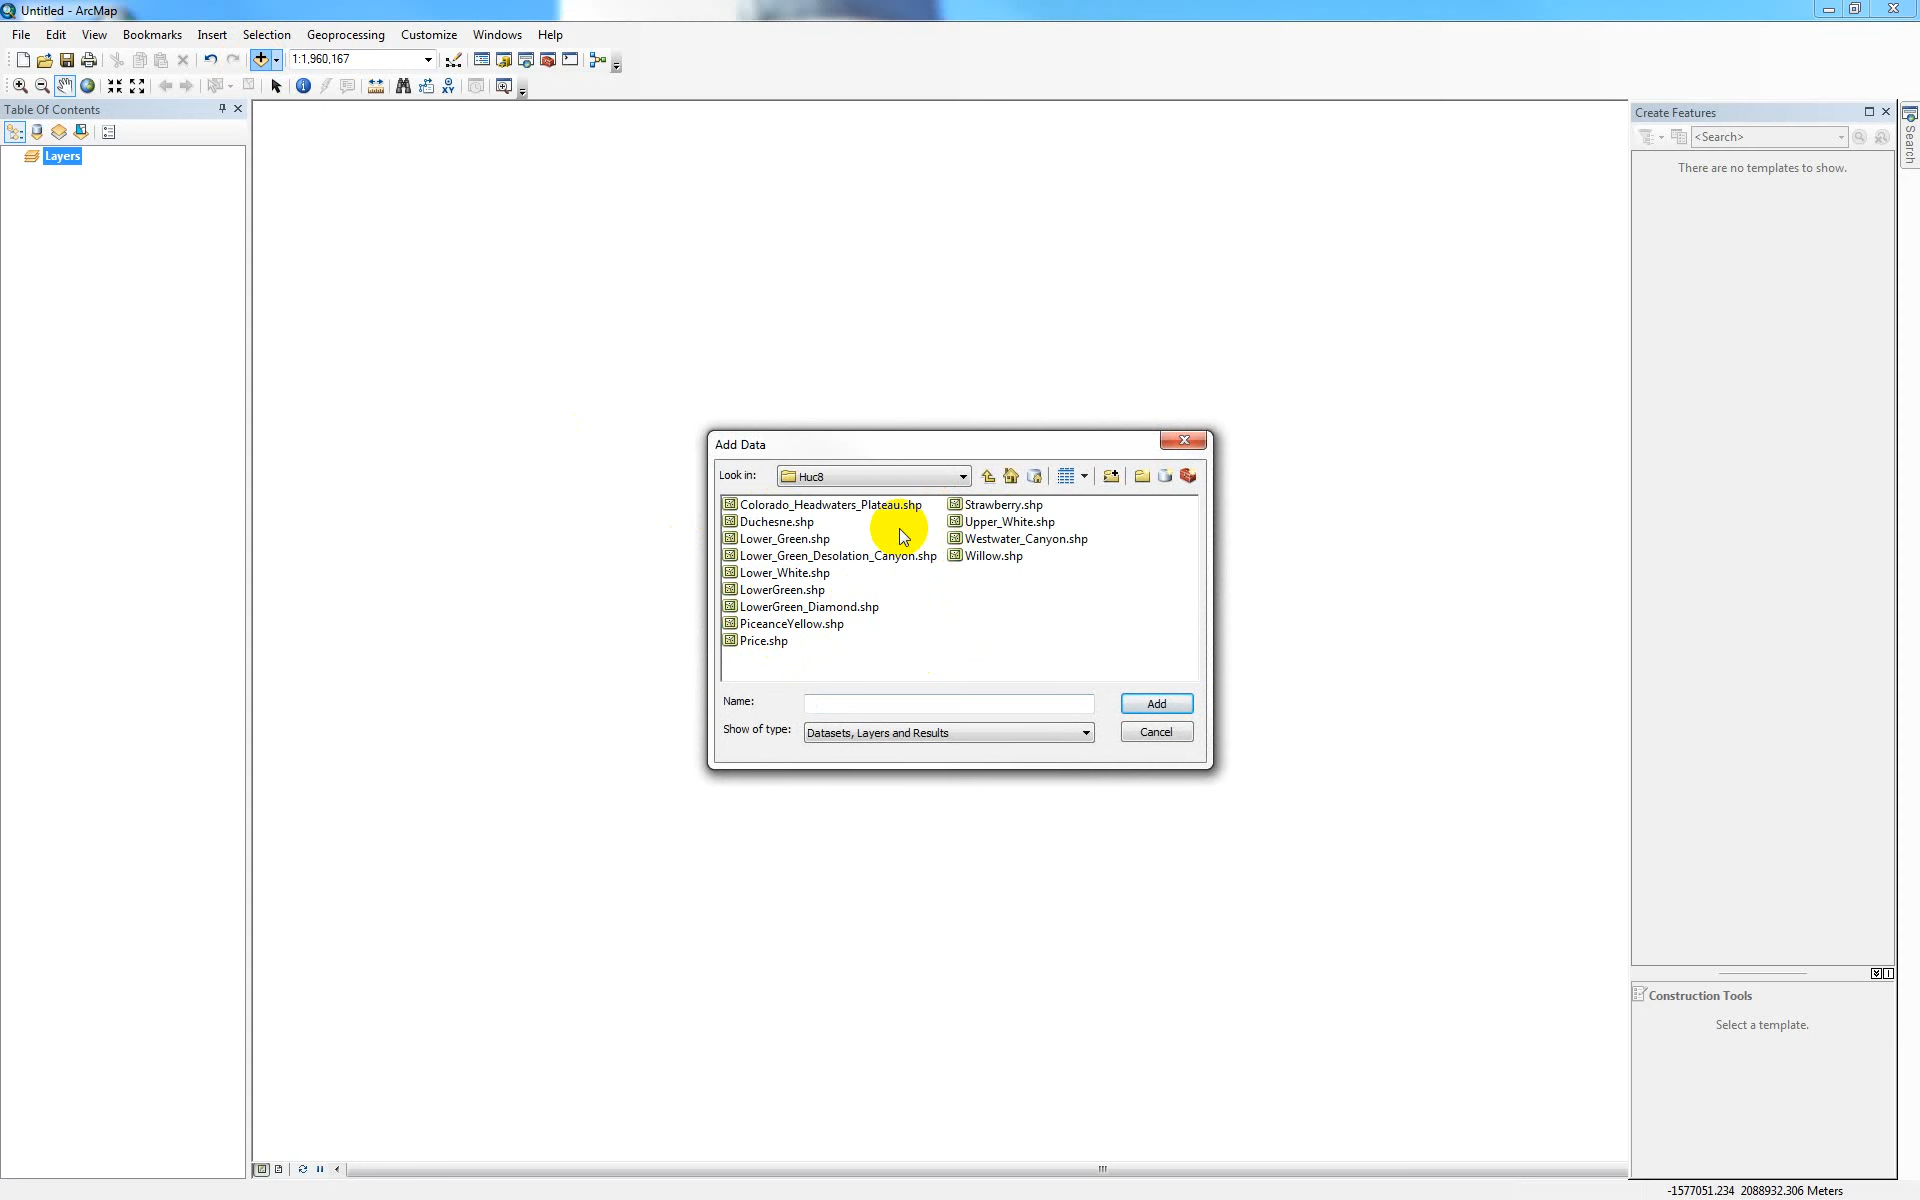 Untitled - ArcMap
File Edit View Bookmarks Insert Selection Geoprocessing Customize Windows Help
1:1,960,167
Table Of Contents
Layers
Add Data
Look in: Huc8
Colorado_Headwaters_Plateau.shp
Duchesne.shp
Lower_Green.shp
Lower_Green_Desolation_Canyon.shp
Lower_White.shp
LowerGreen.shp
LowerGreen_Diamond.shp
PiceanceYellow.shp
Price.shp
Strawberry.shp
Upper_White.shp
Westwater_Canyon.shp
Willow.shp
Name: Add
Show of type: Datasets, Layers and Results Cancel
Create Features
<Search>
There are no templates to show.
Search
Construction Tools
Select a template.
-1577051.234 2088932.306 Meters